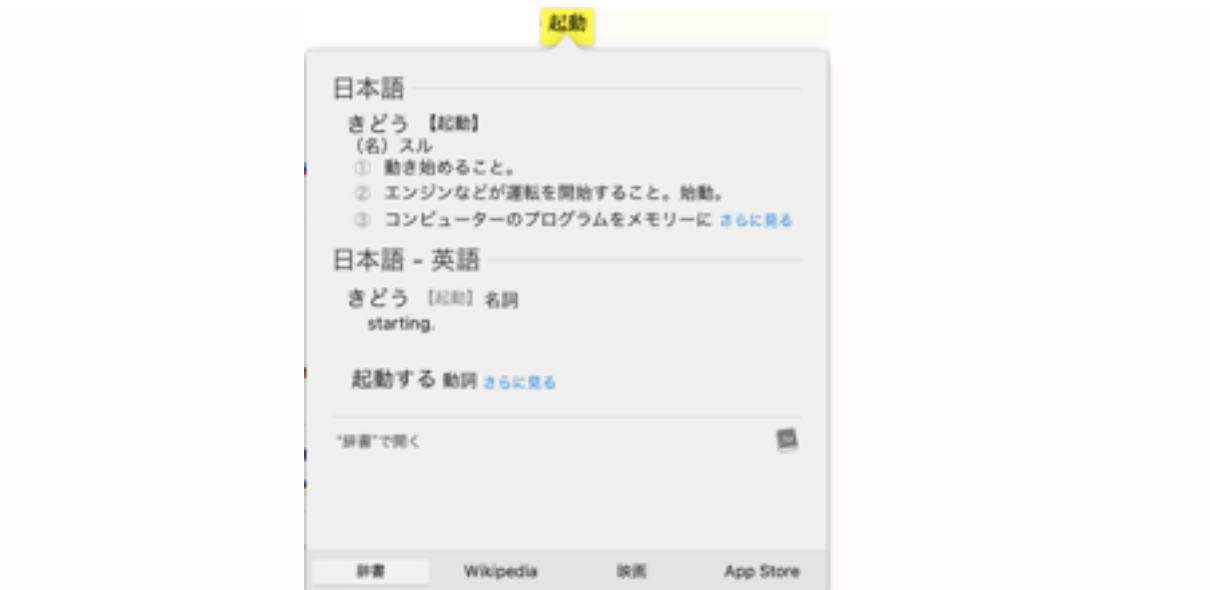 起動
日本語
きどう 【起動】
（名）スル
① 動き始めること。
② エンジンなどが運転を開始すること。始動。
③ コンピューターのプログラムをメモリーに さらに見る
日本語 - 英語
きどう 【起動】 名詞
starting.
起動する 動詞 さらに見る
"辞書"で開く
辞書 Wikipedia 映画 App Store